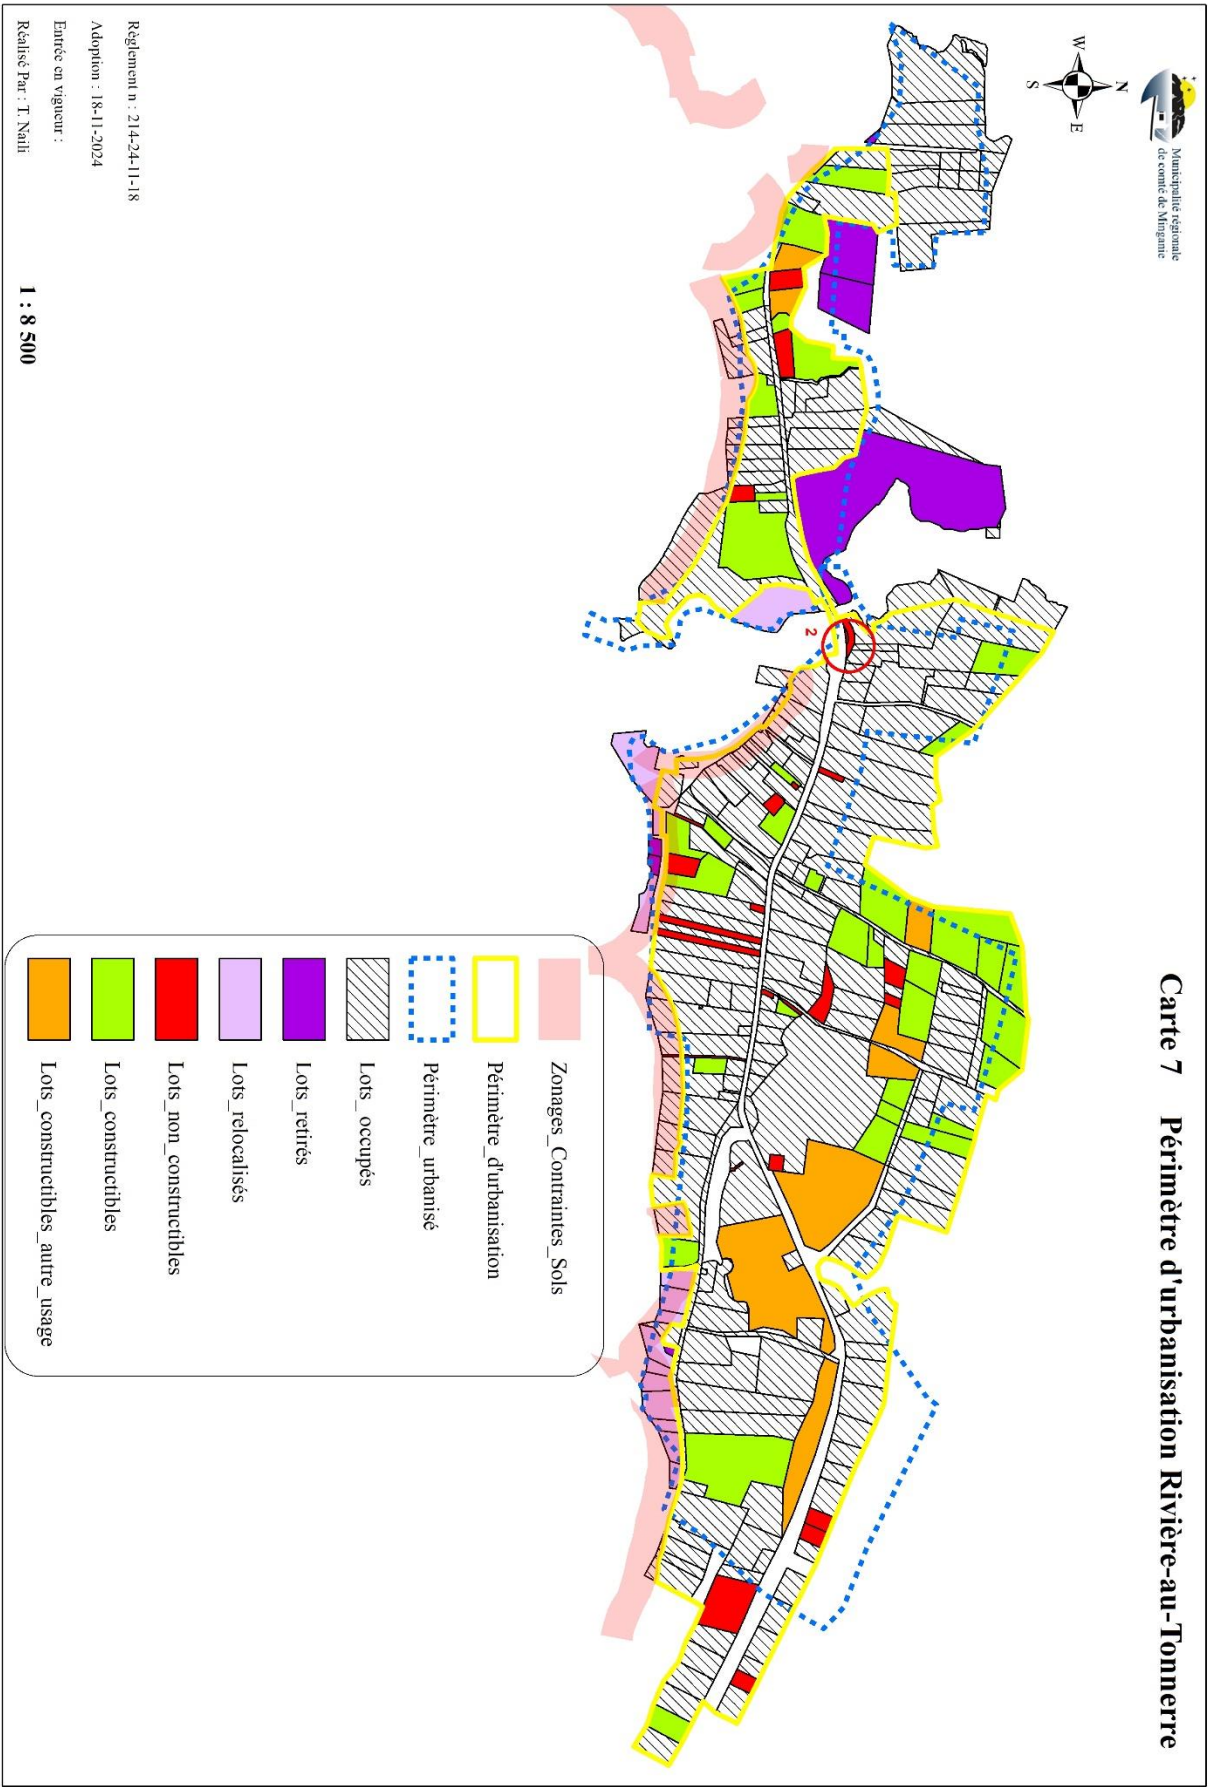 Carte 7 Périmètre d'urbanisation Rivière-au-Tonnerre
Municipalité régionale
de comté de Minganie
N
W
E
S
2
Zonages_Contraintes_Sols
Périmètre_d'urbanisation
Périmètre_urbanisé
Lots_occupés
Lots_retirés
Lots_relocalisés
Lots_non_constructibles
Lots_constructibles
Lots_constructibles_autre_usage
Règlement n : 214-24-11-18
Adoption : 18-11-2024
Entrée en vigueur :
Réalisé Par : T. Naili
1 : 8 500